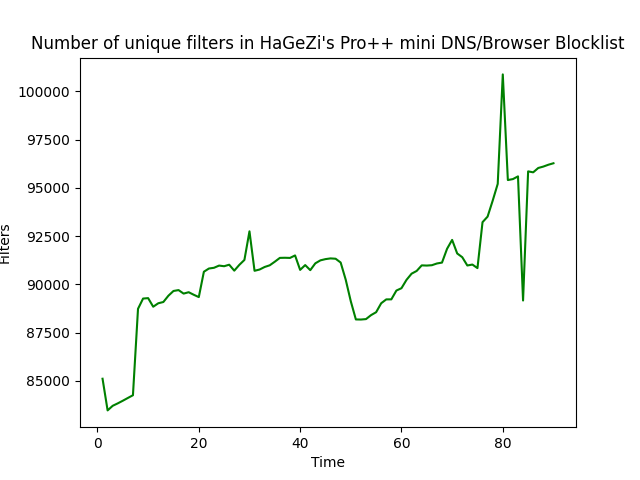 Number of unique filters in HaGeZi's Pro++ mini DNS/Browser Blocklist
100000
97500
95000
92500
90000
87500
85000
Filters
0 20 40 60 80
Time